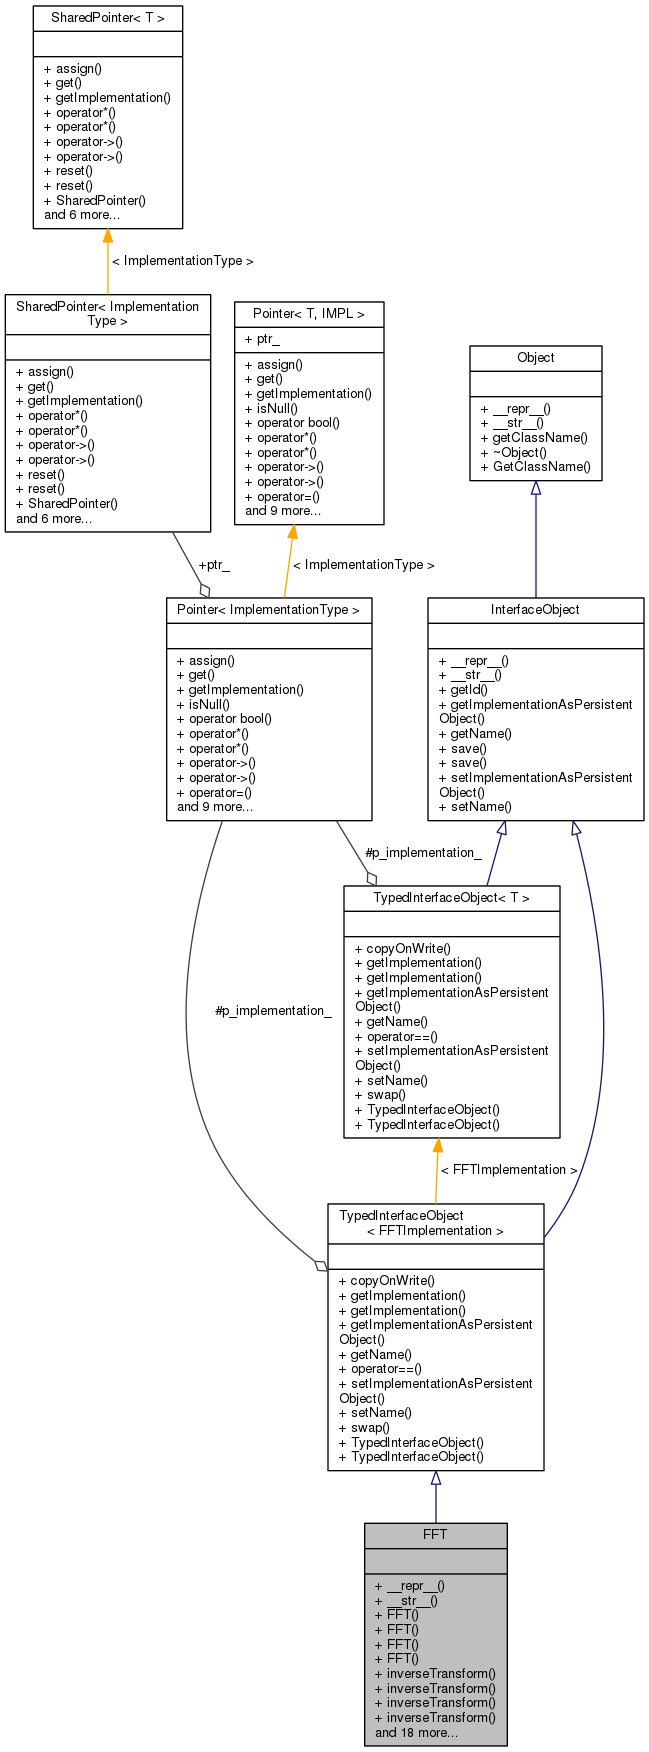 SharedPointer< T >
+ assign()
+ get()
+ getImplementation()
+ operator*()
+ operator*()
+ operator->()
+ operator->()
+ reset()
+ reset()
+ SharedPointer()
and 6 more...
< ImplementationType >
SharedPointer< Implementation
Type >
+ assign()
+ get()
+ getImplementation()
+ operator*()
+ operator*()
+ operator->()
+ operator->()
+ reset()
+ reset()
+ SharedPointer()
and 6 more...
Pointer< T, IMPL >
+ ptr_
+ assign()
+ get()
+ getImplementation()
+ isNull()
+ operator bool()
+ operator*()
+ operator*()
+ operator->()
+ operator->()
+ operator=()
and 9 more...
Object
+ __repr__()
+ __str__()
+ getClassName()
+ ~Object()
+ GetClassName()
+ptr_
< ImplementationType >
Pointer< ImplementationType >
+ assign()
+ get()
+ getImplementation()
+ isNull()
+ operator bool()
+ operator*()
+ operator*()
+ operator->()
+ operator->()
+ operator=()
and 9 more...
InterfaceObject
+ __repr__()
+ __str__()
+ getId()
+ getImplementationAsPersistent
Object()
+ getName()
+ save()
+ save()
+ setImplementationAsPersistent
Object()
+ setName()
#p_implementation_
TypedInterfaceObject< T >
+ copyOnWrite()
+ getImplementation()
+ getImplementation()
+ getImplementationAsPersistent
Object()
+ getName()
+ operator==()
+ setImplementationAsPersistent
Object()
+ setName()
+ swap()
+ TypedInterfaceObject()
+ TypedInterfaceObject()
#p_implementation_
< FFTImplementation >
TypedInterfaceObject
< FFTImplementation >
+ copyOnWrite()
+ getImplementation()
+ getImplementation()
+ getImplementationAsPersistent
Object()
+ getName()
+ operator==()
+ setImplementationAsPersistent
Object()
+ setName()
+ swap()
+ TypedInterfaceObject()
+ TypedInterfaceObject()
FFT
+ __repr__()
+ __str__()
+ FFT()
+ FFT()
+ FFT()
+ FFT()
+ inverseTransform()
+ inverseTransform()
+ inverseTransform()
+ inverseTransform()
and 18 more...